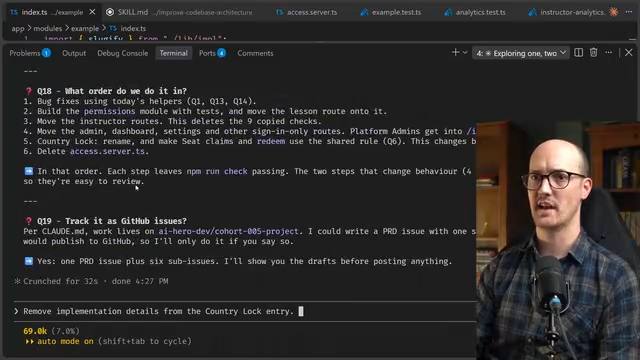 TS index.ts .../example
SKILL.md .../improve-codebase-architecture
TS access.server.ts
example.test.ts
analytics.test.ts
instructor-analytics.
app > modules > example > TS index.ts
import { slugify } from "./lib/impl";
Problems 1 Output Debug Console Terminal Ports 4 Comments
4: Exploring one, two
---
? Q18 - What order do we do it in?
1. Bug fixes using today's helpers (Q1, Q13, Q14).
2. Build the permissions module with tests, and move the lesson route onto it.
3. Move the instructor routes. This deletes the 9 copied checks.
4. Move the admin, dashboard, settings and other sign-in-only routes. Platform Admins get into /i
5. Country Lock: rename, and make Seat claims and redeem use the shared rule (Q6). This changes b
6. Delete access.server.ts.
➡ In that order. Each step leaves npm run check passing. The two steps that change behaviour (4
so they're easy to review.
---
? Q19 - Track it as GitHub issues?
Per CLAUDE.md, work lives on ai-hero-dev/cohort-005-project. I could write a PRD issue with one s
would publish to GitHub, so I'll only do it if you say so.
➡ Yes: one PRD issue plus six sub-issues. I'll show you the drafts before posting anything.
✻ Crunched for 32s · done 4:27 PM
> Remove implementation details from the Country Lock entry.
69.0k (7.0%)
▸▸ auto mode on (shift+tab to cycle)